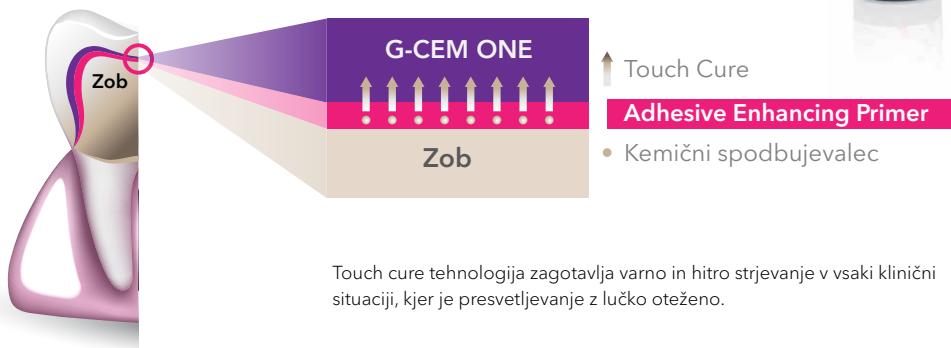 Zob
G-CEM ONE
Zob
Touch Cure
Adhesive Enhancing Primer
Kemični spodbujevalec
Touch cure tehnologija zagotavlja varno in hitro strjevanje v vsaki klinični
situaciji, kjer je presvetljevanje z lučko oteženo.